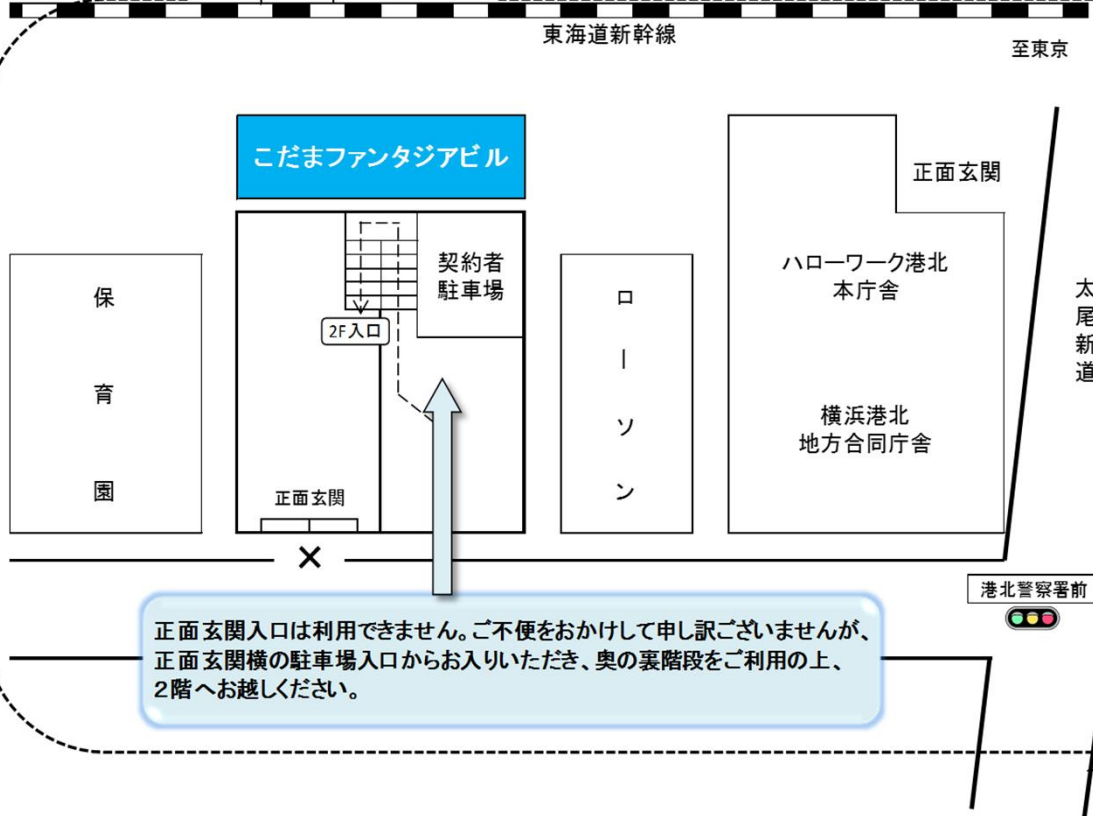 東海道新幹線
至東京
こだまファンタジアビル
正面玄関
契約者
駐車場
ハローワーク港北
本庁舎
保育園
2F入口
ローソン
太尾新道
横浜港北
地方合同庁舎
正面玄関
×
港北警察署前
正面玄関入口は利用できません。ご不便をおかけして申し訳ございませんが、
正面玄関横の駐車場入口からお入りいただき、奥の裏階段をご利用の上、
２階へお越しください。